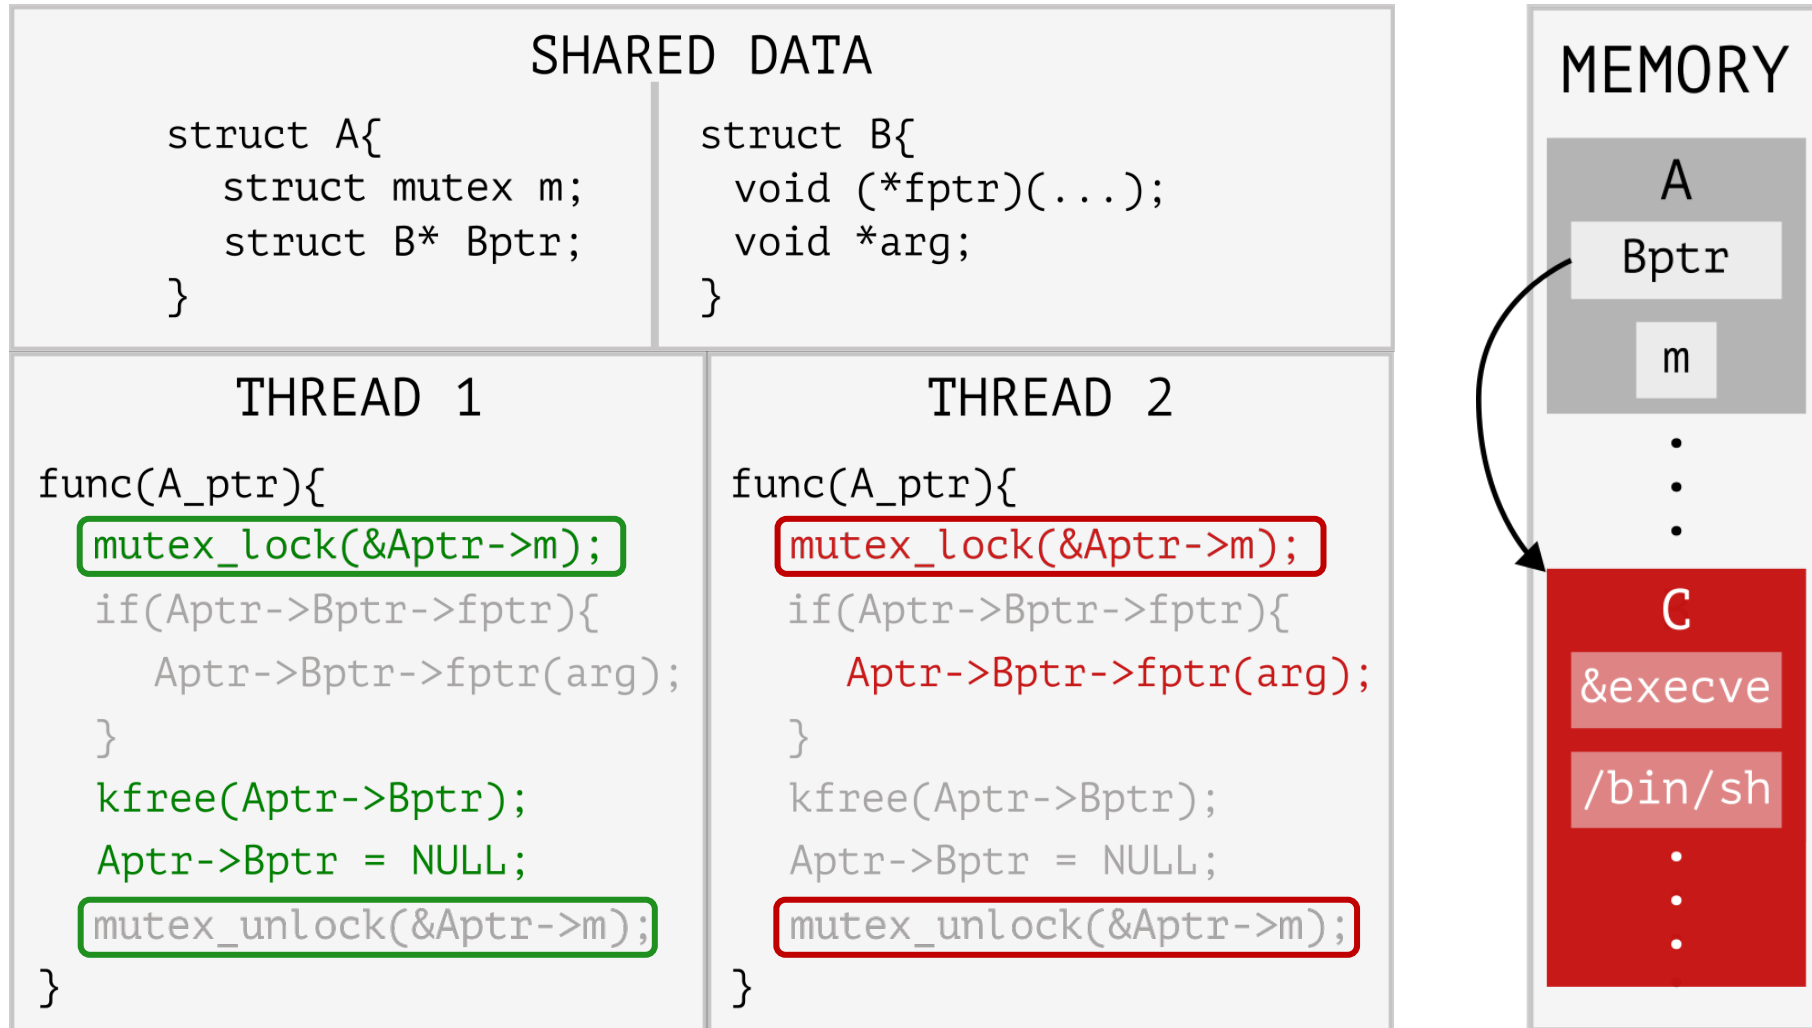 SHARED DATA
struct A{
struct mutex m;
struct B* Bptr;
}
struct B{
void (*fptr)(...);
void *arg;
}
THREAD 1
func(A_ptr){
mutex_lock(&Aptr->m);
if(Aptr->Bptr->fptr){
Aptr->Bptr->fptr(arg);
}
kfree(Aptr->Bptr);
Aptr->Bptr = NULL;
mutex_unlock(&Aptr->m);
}
THREAD 2
func(A_ptr){
mutex_lock(&Aptr->m);
if(Aptr->Bptr->fptr){
Aptr->Bptr->fptr(arg);
}
kfree(Aptr->Bptr);
Aptr->Bptr = NULL;
mutex_unlock(&Aptr->m);
}
MEMORY
A
Bptr
m
C
&execve
/bin/sh